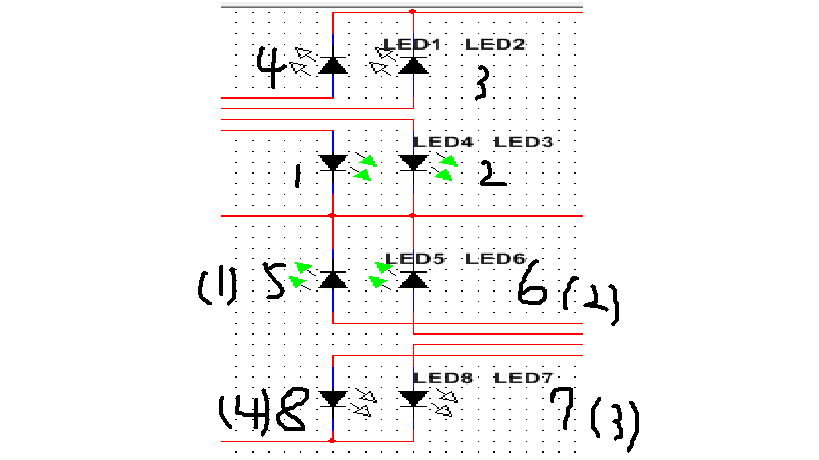 LED1 LED2
4 3
LED4 LED3
1 2
LED5 LED6
(1) 5 6 (2)
LED8 LED7
(4) 8 7 (3)